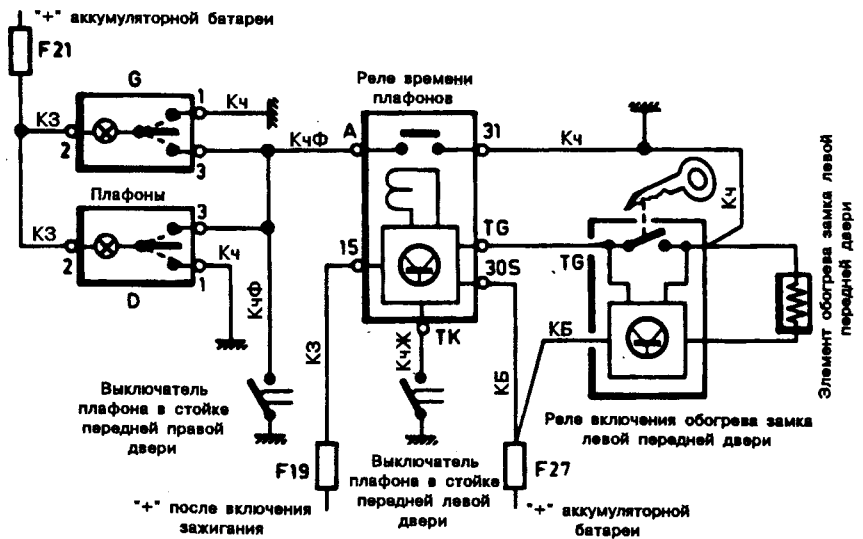 "+" аккумуляторной батареи
F21
G
1
Кч
КЗ
2
3
КчФ
Реле времени
плафонов
А
31
Кч
Плафоны
3
КЗ
2
Кч
1
D
КчФ
15
TG
30S
TK
КЗ
КчЖ
КБ
TG
Кч
КБ
Элемент обогрева замка левой
передней двери
Выключатель
плафона в стойке
передней правой
двери
Реле включения обогрева замка
левой передней двери
F19
Выключатель
плафона в стойке
передней левой
двери
F27
"+" после включения
зажигания
"+" аккумуляторной
батареи